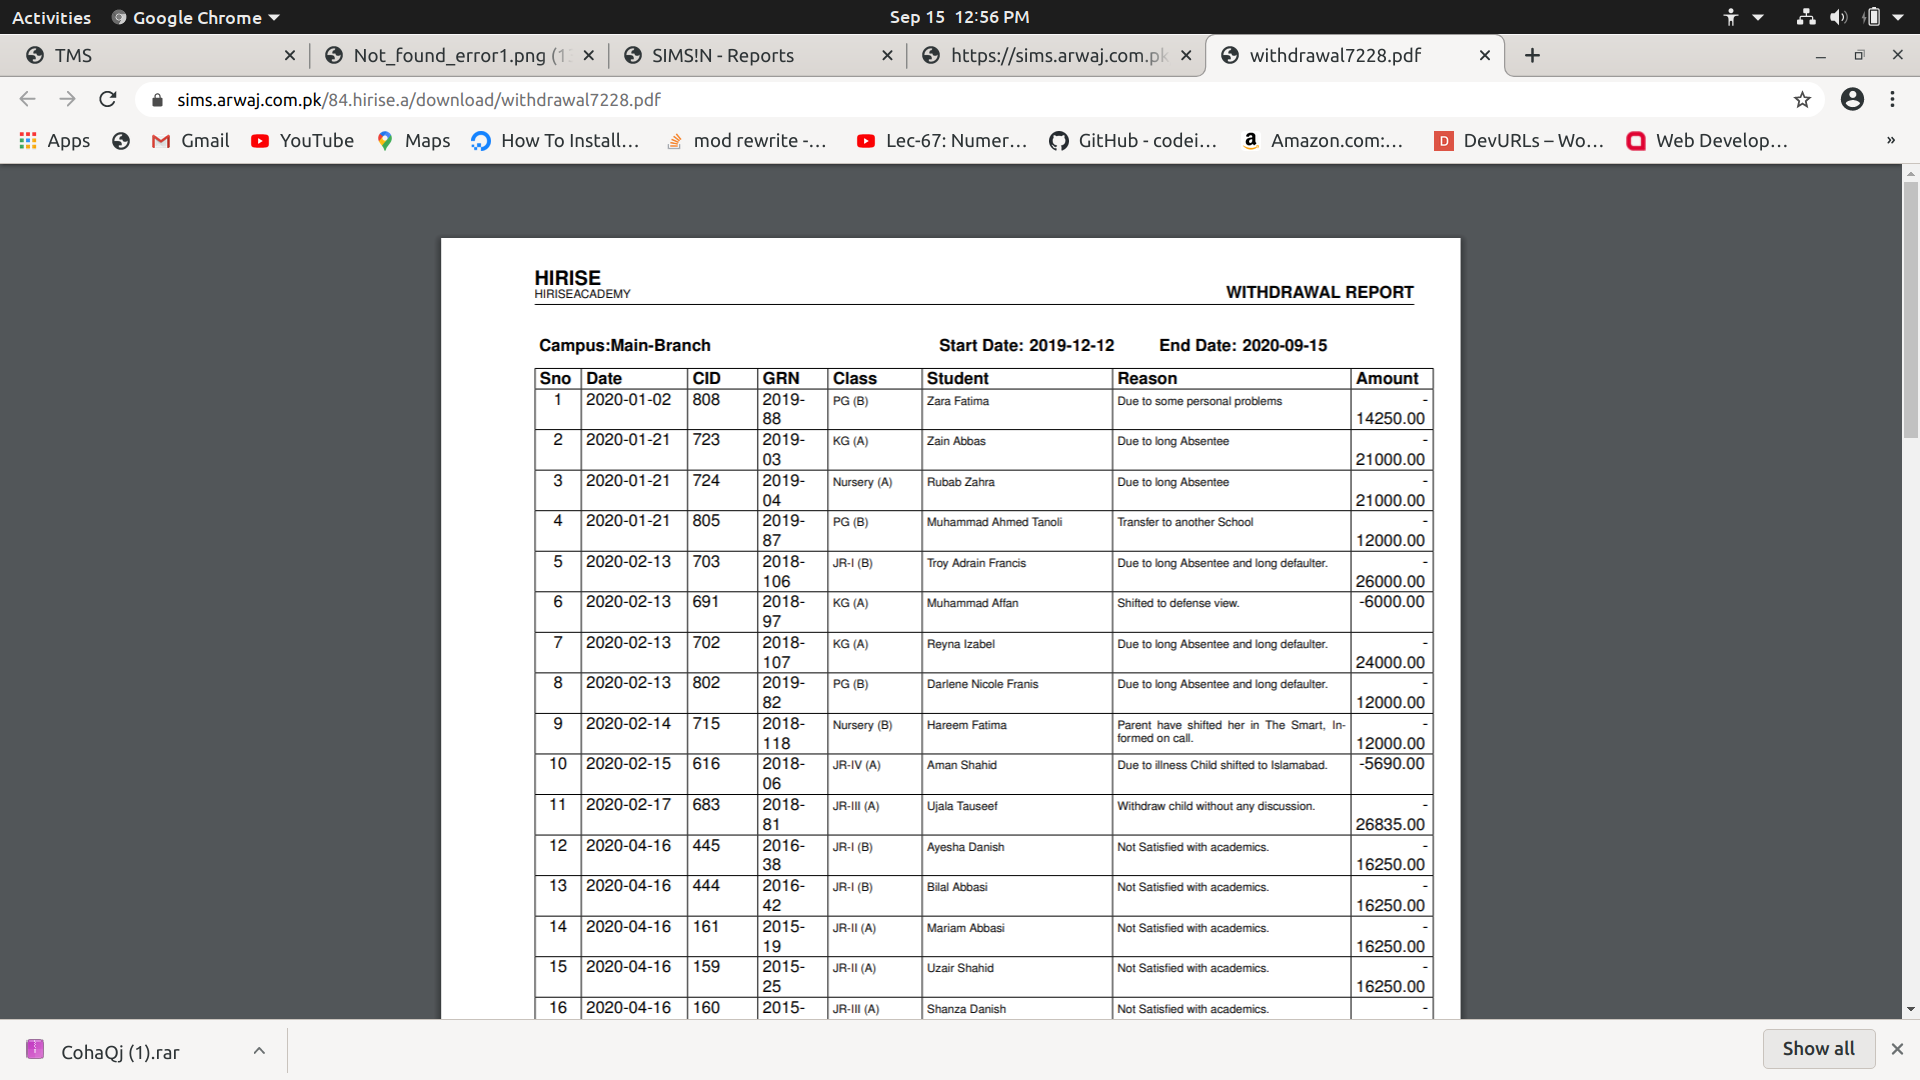 Activities Google Chrome Sep 15 12:56 PM
TMS Not_found_error1.png (13 SIMS!N - Reports https://sims.arwaj.com.pk withdrawal7228.pdf
sims.arwaj.com.pk/84.hirise.a/download/withdrawal7228.pdf
Apps Gmail YouTube Maps How To Install... mod rewrite -... Lec-67: Numer... GitHub - codei... Amazon.com:... DevURLs – Wo... Web Develop... »
HIRISE
HIRISEACADEMY WITHDRAWAL REPORT
Campus:Main-Branch Start Date: 2019-12-12 End Date: 2020-09-15
Sno Date CID GRN Class Student Reason Amount
1 2020-01-02 808 2019- PG (B) Zara Fatima Due to some personal problems -
88 14250.00
2 2020-01-21 723 2019- KG (A) Zain Abbas Due to long Absentee -
03 21000.00
3 2020-01-21 724 2019- Nursery (A) Rubab Zahra Due to long Absentee -
04 21000.00
4 2020-01-21 805 2019- PG (B) Muhammad Ahmed Tanoli Transfer to another School -
87 12000.00
5 2020-02-13 703 2018- JR-I (B) Troy Adrain Francis Due to long Absentee and long defaulter. -
106 26000.00
6 2020-02-13 691 2018- KG (A) Muhammad Affan Shifted to defense view. -6000.00
97
7 2020-02-13 702 2018- KG (A) Reyna Izabel Due to long Absentee and long defaulter. -
107 24000.00
8 2020-02-13 802 2019- PG (B) Darlene Nicole Franis Due to long Absentee and long defaulter. -
82 12000.00
9 2020-02-14 715 2018- Nursery (B) Hareem Fatima Parent have shifted her in The Smart, In- -
118 formed on call. 12000.00
10 2020-02-15 616 2018- JR-IV (A) Aman Shahid Due to illness Child shifted to Islamabad. -5690.00
06
11 2020-02-17 683 2018- JR-III (A) Ujala Tauseef Withdraw child without any discussion. -
81 26835.00
12 2020-04-16 445 2016- JR-I (B) Ayesha Danish Not Satisfied with academics. -
38 16250.00
13 2020-04-16 444 2016- JR-I (B) Bilal Abbasi Not Satisfied with academics. -
42 16250.00
14 2020-04-16 161 2015- JR-II (A) Mariam Abbasi Not Satisfied with academics. -
19 16250.00
15 2020-04-16 159 2015- JR-II (A) Uzair Shahid Not Satisfied with academics. -
25 16250.00
16 2020-04-16 160 2015- JR-III (A) Shanza Danish Not Satisfied with academics. -
CohaQj (1).rar Show all